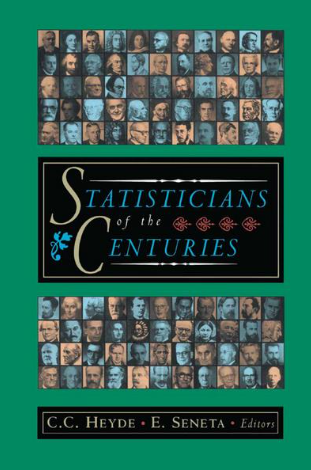 STATISTICIANS
of the
CENTURIES
C.C. HEYDE • E. SENETA • Editors